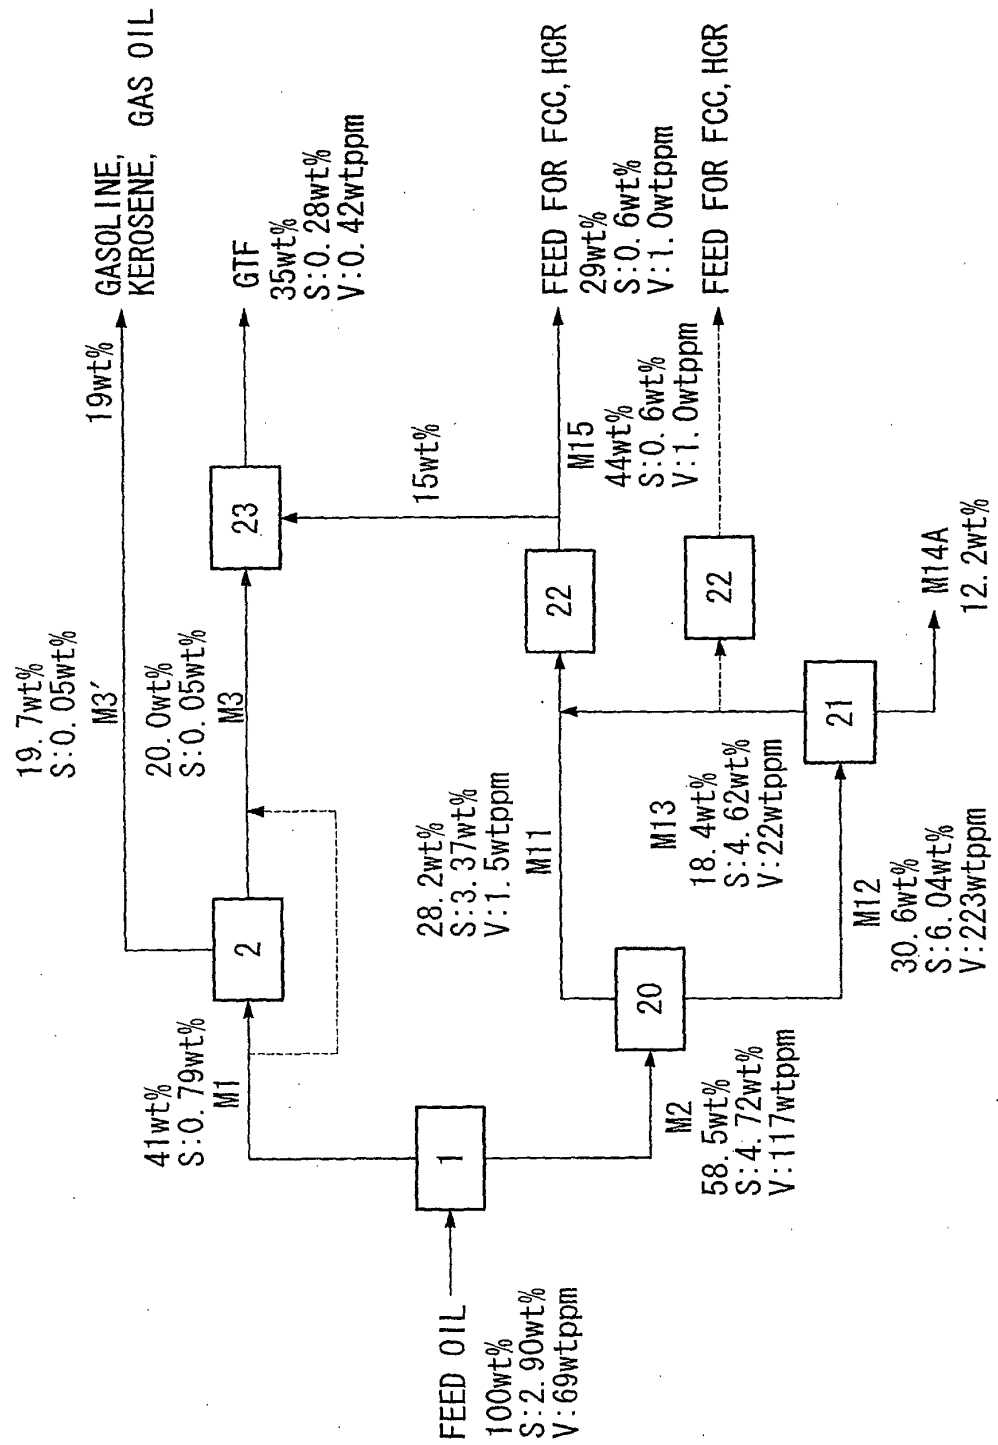 FEED OIL
100wt%
S:2.90wt%
V:69wtppm
1
41wt%
S:0.79wt%
M1
2
19.7wt%
S:0.05wt%
M3′
19wt%
GASOLINE,
KEROSENE, GAS OIL
20.0wt%
S:0.05wt%
M3
23
GTF
35wt%
S:0.28wt%
V:0.42wtppm
15wt%
M2
58.5wt%
S:4.72wt%
V:117wtppm
20
28.2wt%
S:3.37wt%
V:1.5wtppm
M11
22
M15
44wt%
S:0.6wt%
V:1.0wtppm
FEED FOR FCC, HCR
29wt%
S:0.6wt%
V:1.0wtppm
M13
18.4wt%
S:4.62wt%
V:22wtppm
22
FEED FOR FCC, HCR
M12
30.6wt%
S:6.04wt%
V:223wtppm
21
M14A
12.2wt%